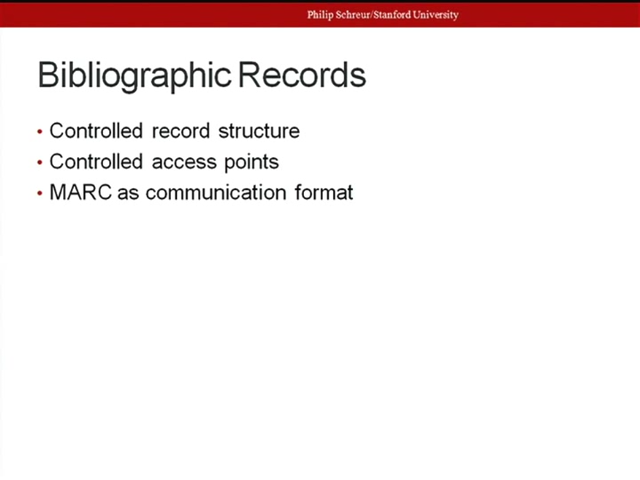 Philip Schreur/Stanford University
Bibliographic Records
• Controlled record structure
• Controlled access points
• MARC as communication format